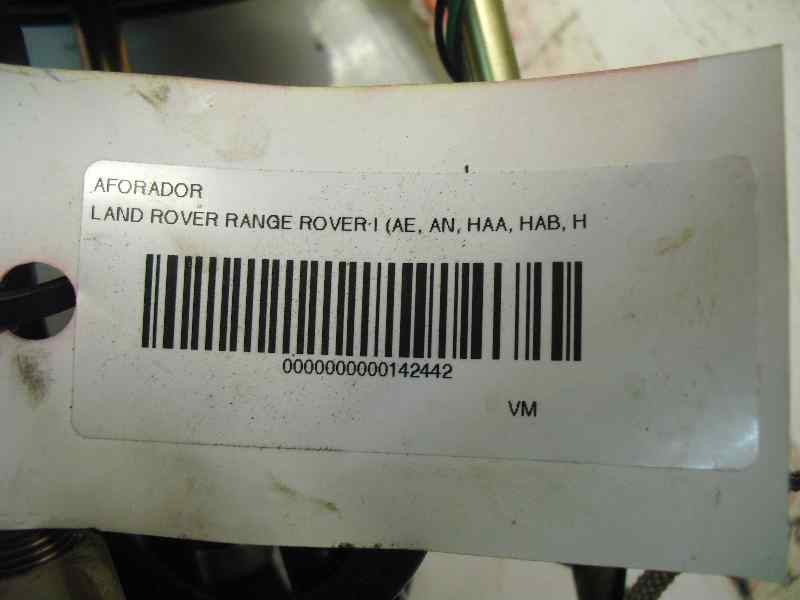 AFORADOR
LAND ROVER RANGE ROVER I (AE, AN, HAA, HAB, H
0000000000142442
VM